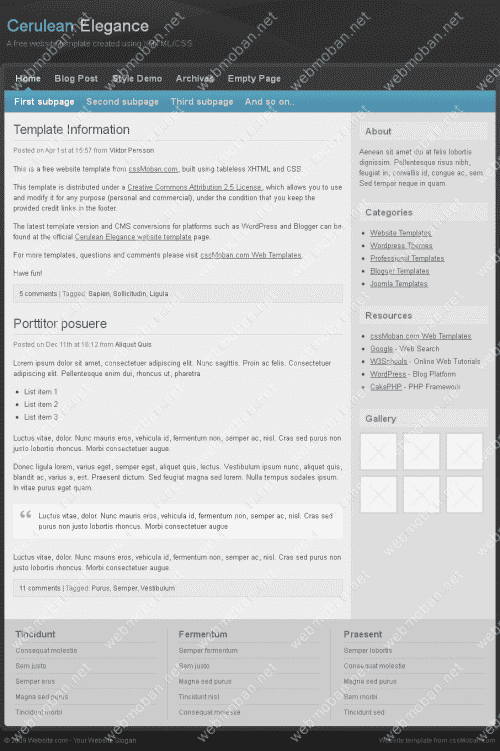 Cerulean Elegance
A free website template created using XHTML/CSS
Home Blog Post Style Demo Archives Empty Page
First subpage Second subpage Third subpage And so on..
Template Information
Posted on Apr 1st at 15:57 from Viktor Persson
This is a free website template from cssMoban.com, built using tableless XHTML and CSS.
This template is distributed under a Creative Commons Attribution 2.5 License, which allows you to use
and modify it for any purpose (personal and commercial), under the condition that you keep the
provided credit links in the footer.
The latest template version and CMS conversions for platforms such as WordPress and Blogger can be
found at the official Cerulean Elegance website template page.
For more templates, questions and comments please visit cssMoban.com Web Templates.
Hwe fun!
5 comments | Tagged: Sapien, Sollicitudin, Ligula
Porttitor posuere
Posted on Dec 11th at 16:12 from Aliquet Quis
Lorem ipsum dolor sit amet, consectetuer adipiscing elit. Nunc sagittis. Proin ac felis. Consectetuer
adipiscing elit. Pellentesque enim dui, rhoncus ut, pharetra
List item 1
List item 2
List item 3
Luctus vitae, dolor. Nunc mauris eros, vehicula id, fermentum non, semper ac, nisl. Cras sed purus non
justo lobortis rhoncus. Morbi consectetuer augue.
Donec ligula lorem, varius eget, semper eget, aliquet quis, lectus. Vestibulum ipsum nunc, aliquet quis,
blandit ac, varius a, est. Praesent dictum. Sed feugiat magna sed lorem. Nulla tempus sodales ipsum.
In vitae purus eget quam.
Luctus vitae, dolor. Nunc mauris eros, vehicula id, fermentum non, semper ac, nisl. Cras sed
purus non justo lobortis rhoncus. Morbi consectetuer augue
Luctus vitae, dolor. Nunc mauris eros, vehicula id, fermentum non, semper ac, nisl. Cras sed purus non
justo lobortis rhoncus. Morbi consectetuer augue.
11 comments | Tagged: Purus, Semper, Vestibulum
About
Aenean sit amet dui at felis lobortis
dignissim. Pellentesque risus nibh,
feugiat in, convallis id, congue ac, sem.
Sed tempor neque in quam.
Categories
Website Templates
Wordpress Themes
Professional Templates
Blogger Templates
Joomla Templates
Resources
cssMoban.com Web Templates
Google - Web Search
W3Schools - Online Web Tutorials
WordPress - Blog Platform
CakePHP - PHP Framework
Gallery
Tincidunt
Consequat molestie
Sem justo
Semper eros
Magna sed purus
Tincidunt morbi
Fermentum
Semper fermentum
Sem justo
Magna sed purus
Tincidunt nisl
Consequat molestie
Praesent
Semper lobortis
Consequat molestie
Magna sed purus
Sem morbi
Tincidunt sed
© 2009 Website.com - Your Website Slogan
Website template from cssMoban.com
webmoban.net